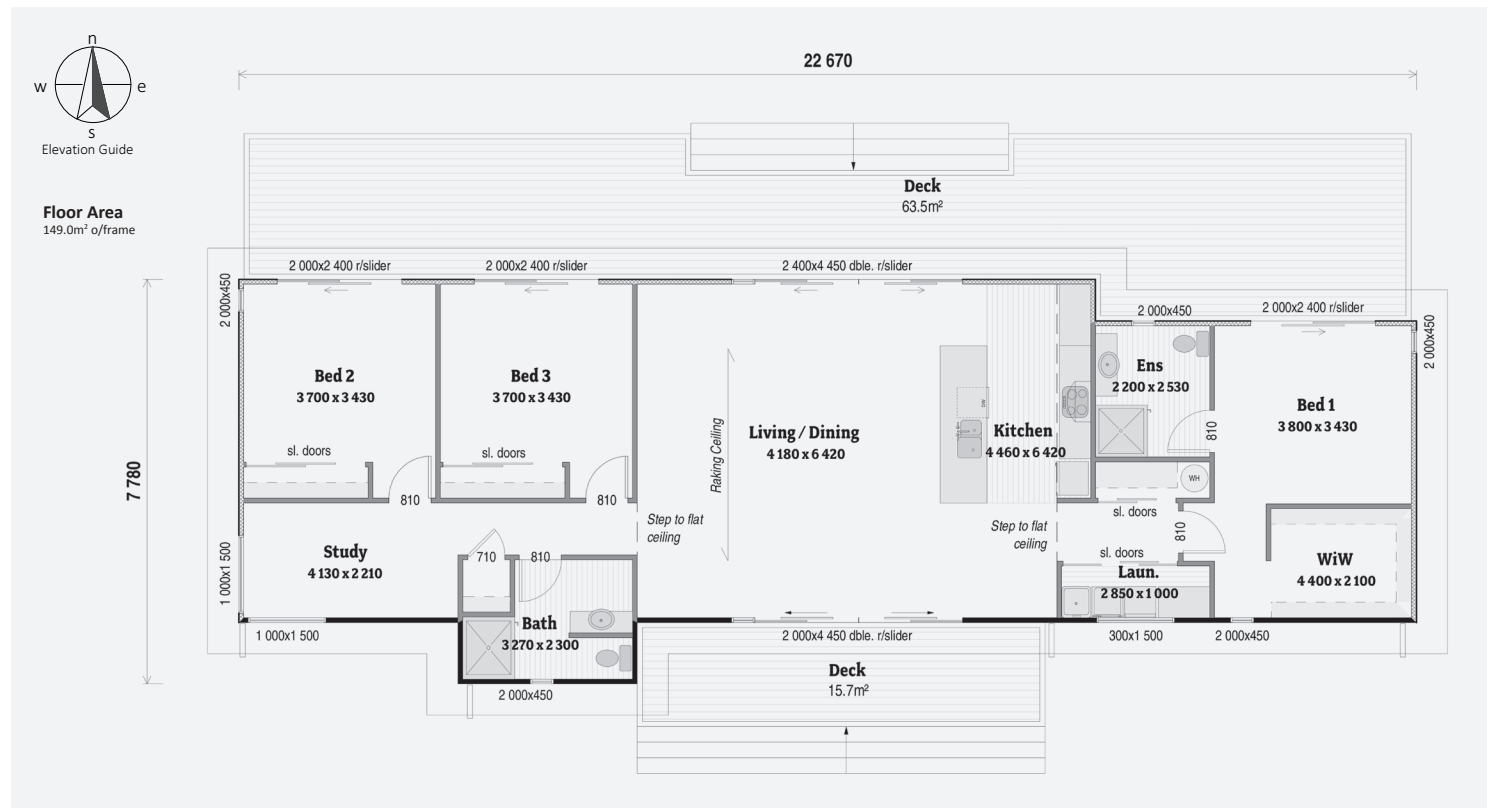 n
w e
s
Elevation Guide
Floor Area
149.0m² o/frame
22 670
7 780
Deck
63.5m²
2 000x2 400 r/slider
2 000x2 400 r/slider
2 400x4 450 dble. r/slider
2 000x450
2 000x450
2 000x2 400 r/slider
2 000x450
Bed 2
3 700 x 3 430
Bed 3
3 700 x 3 430
Ens
2 200 x 2 530
Bed 1
3 800 x 3 430
Living / Dining
4 180 x 6 420
Kitchen
4 460 x 6 420
DW
Raking Ceiling
sl. doors
sl. doors
810
810
810
WH
sl. doors
Step to flat
ceiling
Step to flat
ceiling
810
sl. doors
Study
4 130 x 2 210
710
810
Laun.
2 850 x 1 000
WiW
4 400 x 2 100
1 000x1 500
Bath
3 270 x 2 300
1 000x1 500
2 000x4 450 dble. r/slider
300x1 500
2 000x450
2 000x450
Deck
15.7m²